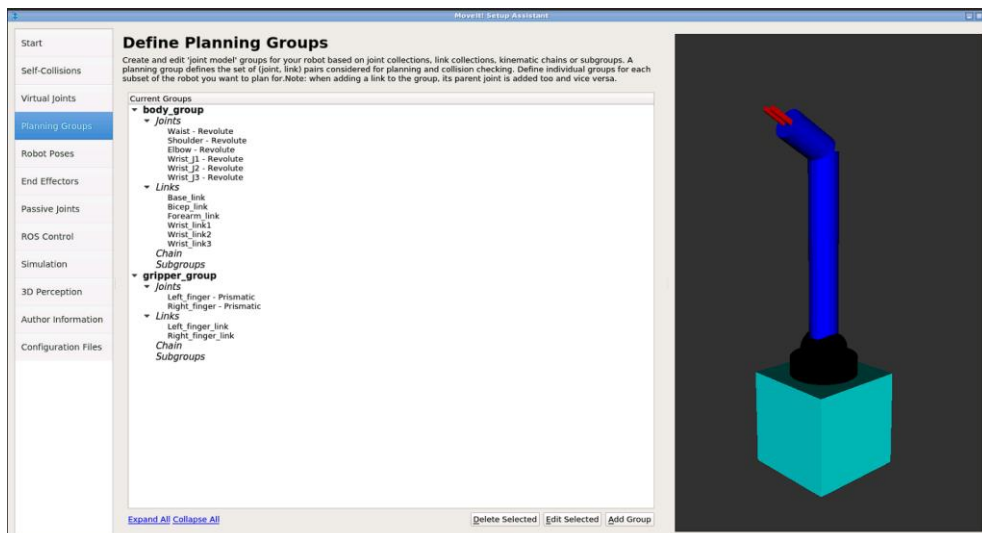 MoveIt! Setup Assistant
Start
Self-Collisions
Virtual Joints
Planning Groups
Robot Poses
End Effectors
Passive Joints
ROS Control
Simulation
3D Perception
Author Information
Configuration Files
Define Planning Groups
Create and edit 'joint model' groups for your robot based on joint collections, link collections, kinematic chains or subgroups. A
planning group defines the set of (joint, link) pairs considered for planning and collision checking. Define individual groups for each
subset of the robot you want to plan for.Note: when adding a link to the group, its parent joint is added too and vice versa.
Current Groups
body_group
Joints
Waist - Revolute
Shoulder - Revolute
Elbow - Revolute
Wrist_J1 - Revolute
Wrist_J2 - Revolute
Wrist_J3 - Revolute
Links
Base_link
Bicep_link
Forearm_link
Wrist_link1
Wrist_link2
Wrist_link3
Chain
Subgroups
gripper_group
Joints
Left_finger - Prismatic
Right_finger - Prismatic
Links
Left_finger_link
Right_finger_link
Chain
Subgroups
Expand All Collapse All
Delete Selected Edit Selected Add Group